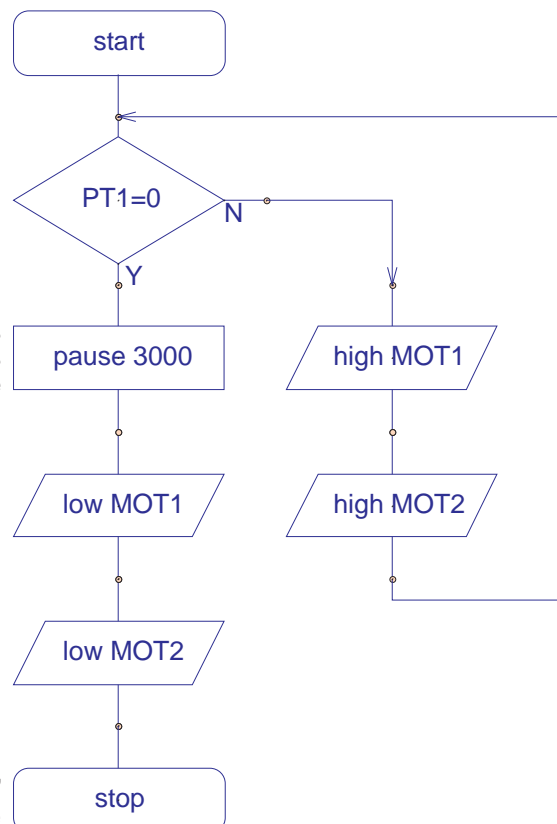 start
PT1=0
N
Y
pause 3000
high MOT1
low MOT1
high MOT2
low MOT2
stop